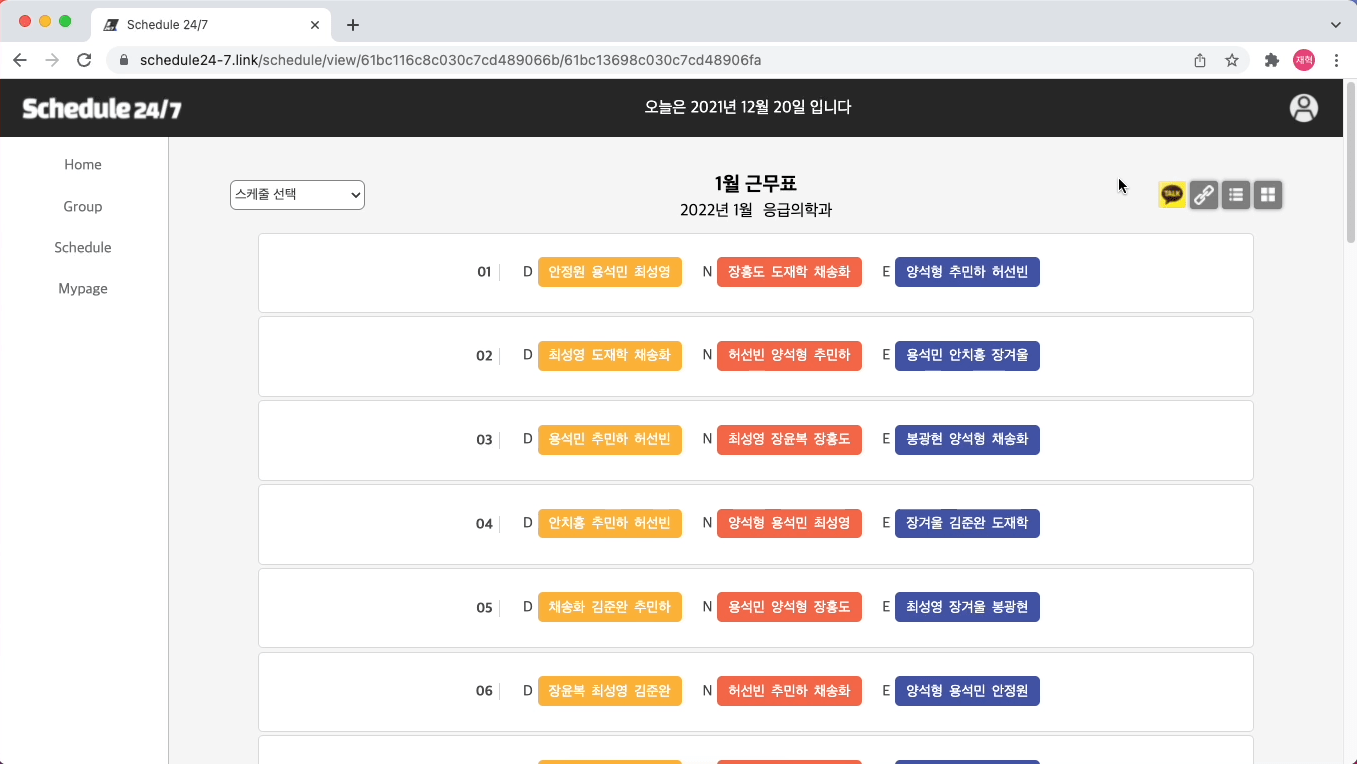 Schedule 24/7
schedule24-7.link/schedule/view/61bc116c8c030c7cd489066b/61bc13698c030c7cd48906fa
재혁
Schedule 24/7
오늘은 2021년 12월 20일 입니다
Home
Group
Schedule
Mypage
스케줄 선택
1월 근무표
2022년 1월 응급의학과
TALK
01 D 안정원 용석민 최성영 N 장홍도 도재학 채송화 E 양석형 추민하 허선빈
02 D 최성영 도재학 채송화 N 허선빈 양석형 추민하 E 용석민 안치홍 장겨울
03 D 용석민 추민하 허선빈 N 최성영 장윤복 장홍도 E 봉광현 양석형 채송화
04 D 안치홍 추민하 허선빈 N 양석형 용석민 최성영 E 장겨울 김준완 도재학
05 D 채송화 김준완 추민하 N 용석민 양석형 장홍도 E 최성영 장겨울 봉광현
06 D 장윤복 최성영 김준완 N 허선빈 추민하 채송화 E 양석형 용석민 안정원